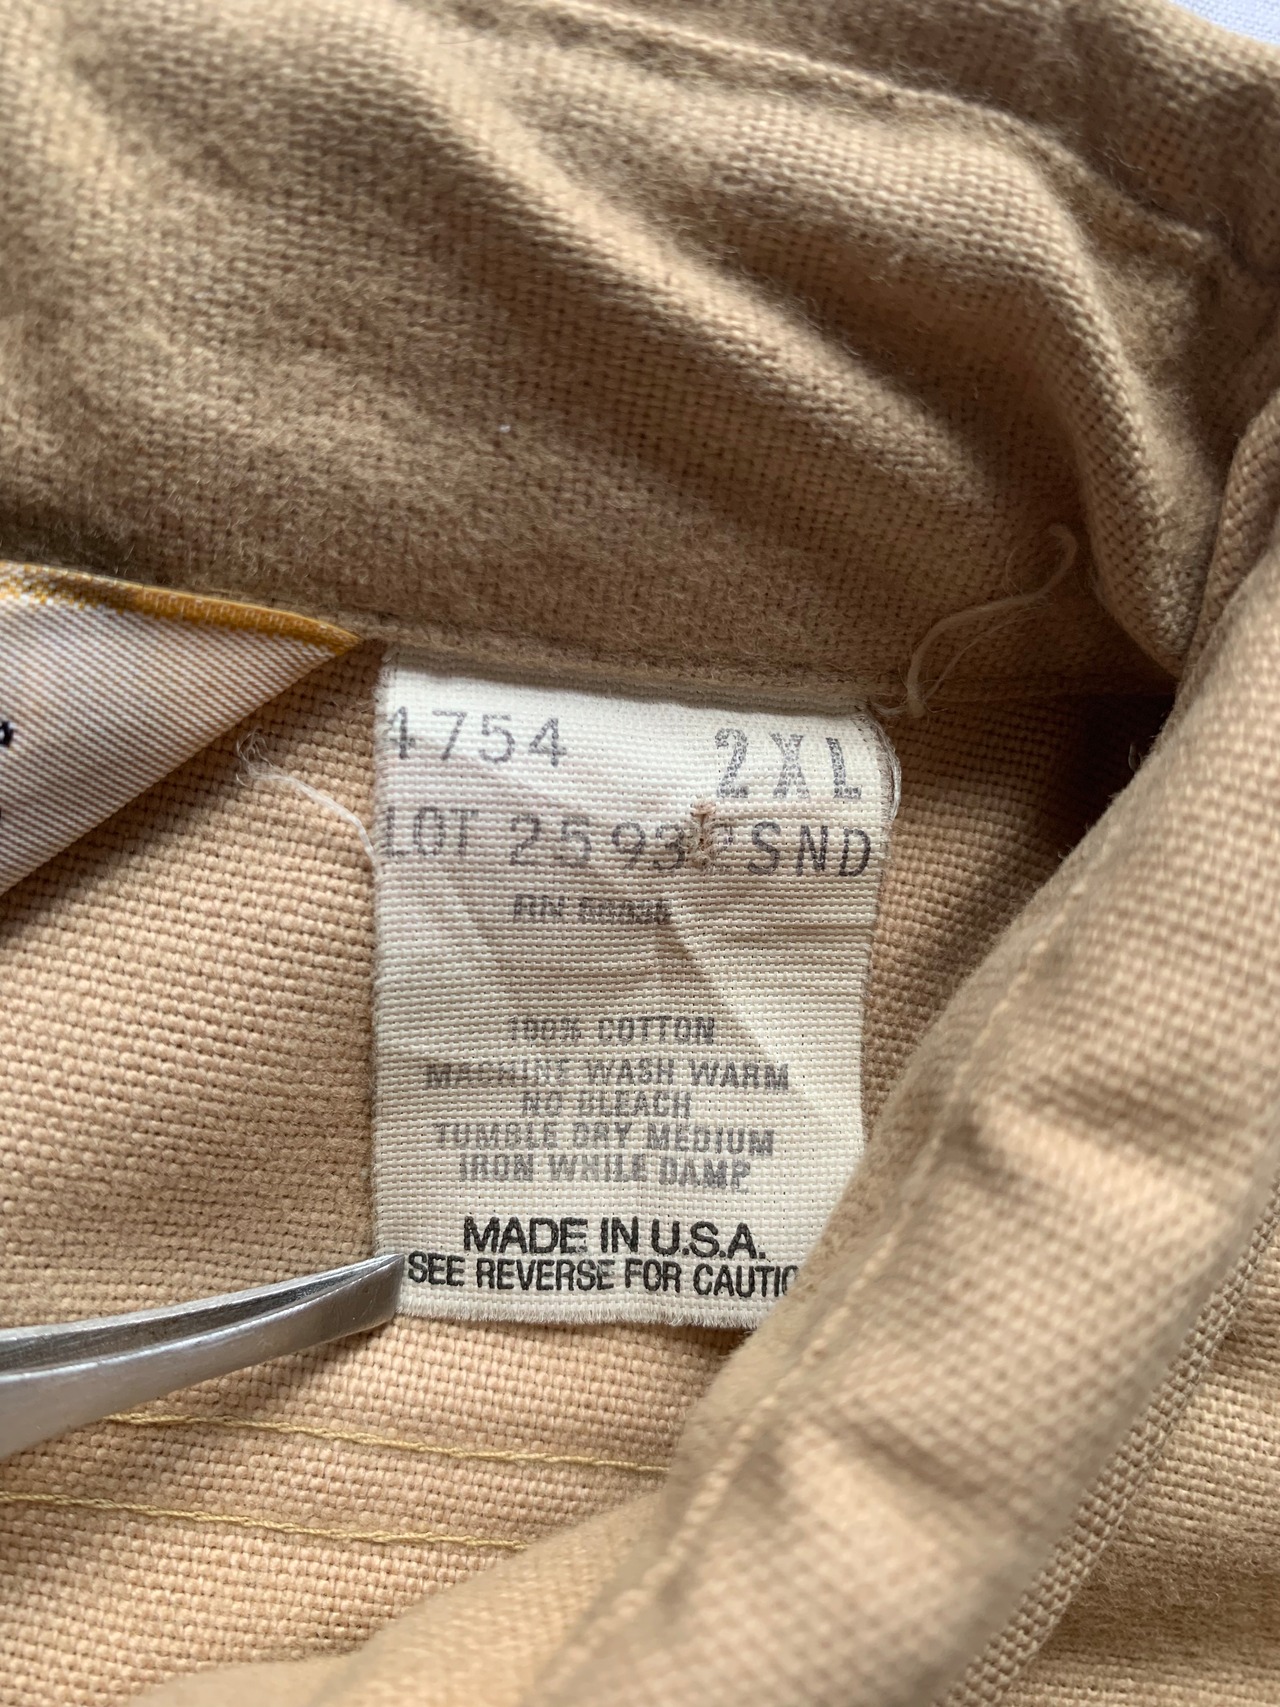 4754 2XL
LOT 2593 SND
RN
100% COTTON
MACHINE WASH WARM
NO BLEACH
TUMBLE DRY MEDIUM
IRON WHILE DAMP
MADE IN U.S.A.
SEE REVERSE FOR CAUTIO